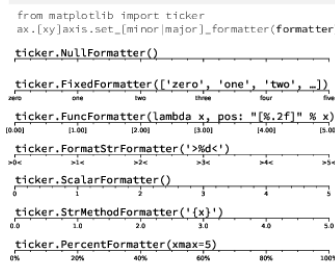 from matplotlib import ticker
ax.[xy]axis.set_[minor|major]_formatter(formatter
ticker.NullFormatter()
ticker.FixedFormatter(['zero', 'one', 'two', …])
zero one two three four five
ticker.FuncFormatter(lambda x, pos: "[%.2f]" % x)
[0.00] [1.00] [2.00] [3.00] [4.00] [5.00
ticker.FormatStrFormatter('>%d<')
>0< >1< >2< >3< >4< >5<
ticker.ScalarFormatter()
0 1 2 3 4 5
ticker.StrMethodFormatter('{x}')
0.0 1.0 2.0 3.0 4.0 5.0
ticker.PercentFormatter(xmax=5)
0% 20% 40% 60% 80% 100%